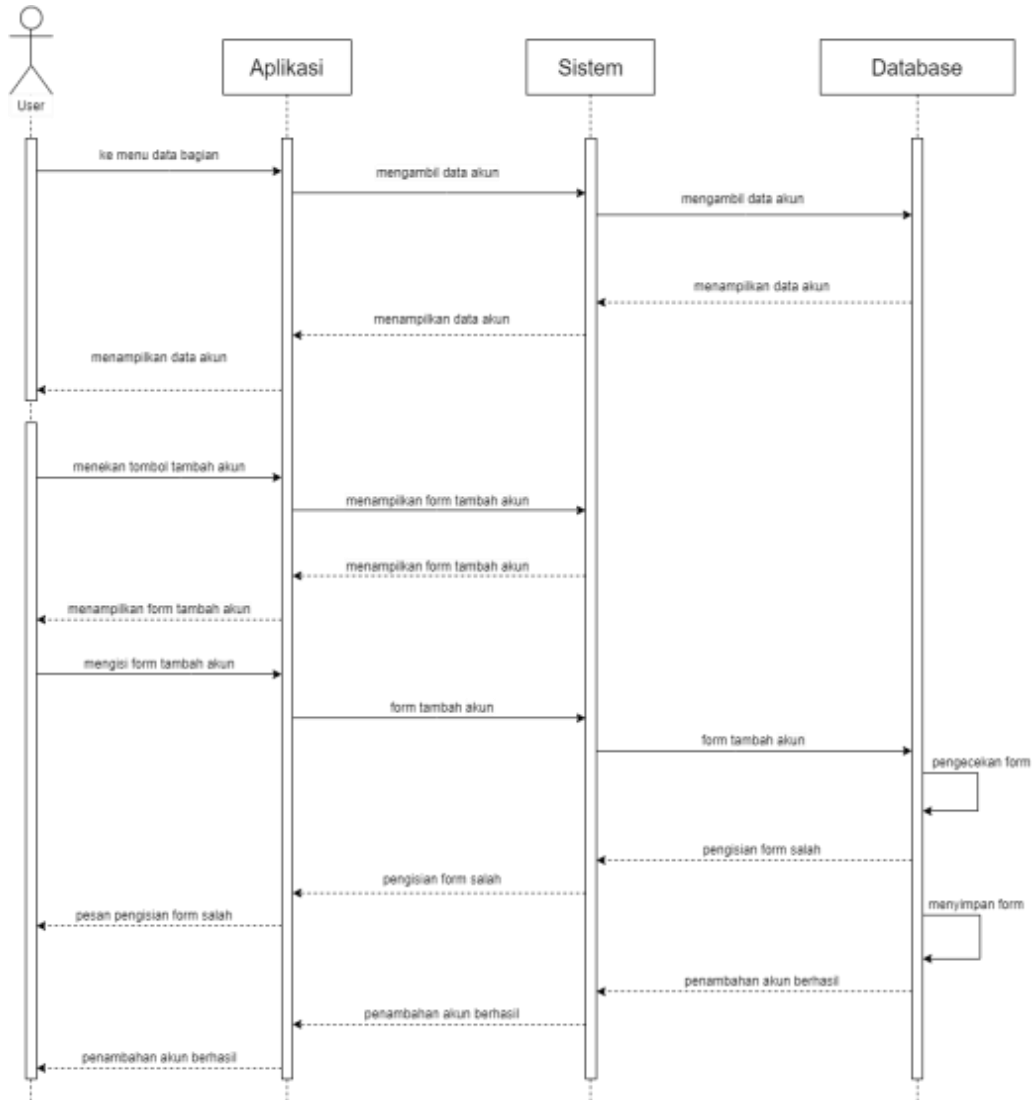 User
Aplikasi
Sistem
Database
ke menu data bagian
mengambil data akun
mengambil data akun
menampilkan data akun
menampilkan data akun
menampilkan data akun
menekan tombol tambah akun
menampilkan form tambah akun
menampilkan form tambah akun
menampilkan form tambah akun
mengisi form tambah akun
form tambah akun
form tambah akun
pengecekan form
pengisian form salah
pengisian form salah
pesan pengisian form salah
menyimpan form
penambahan akun berhasil
penambahan akun berhasil
penambahan akun berhasil